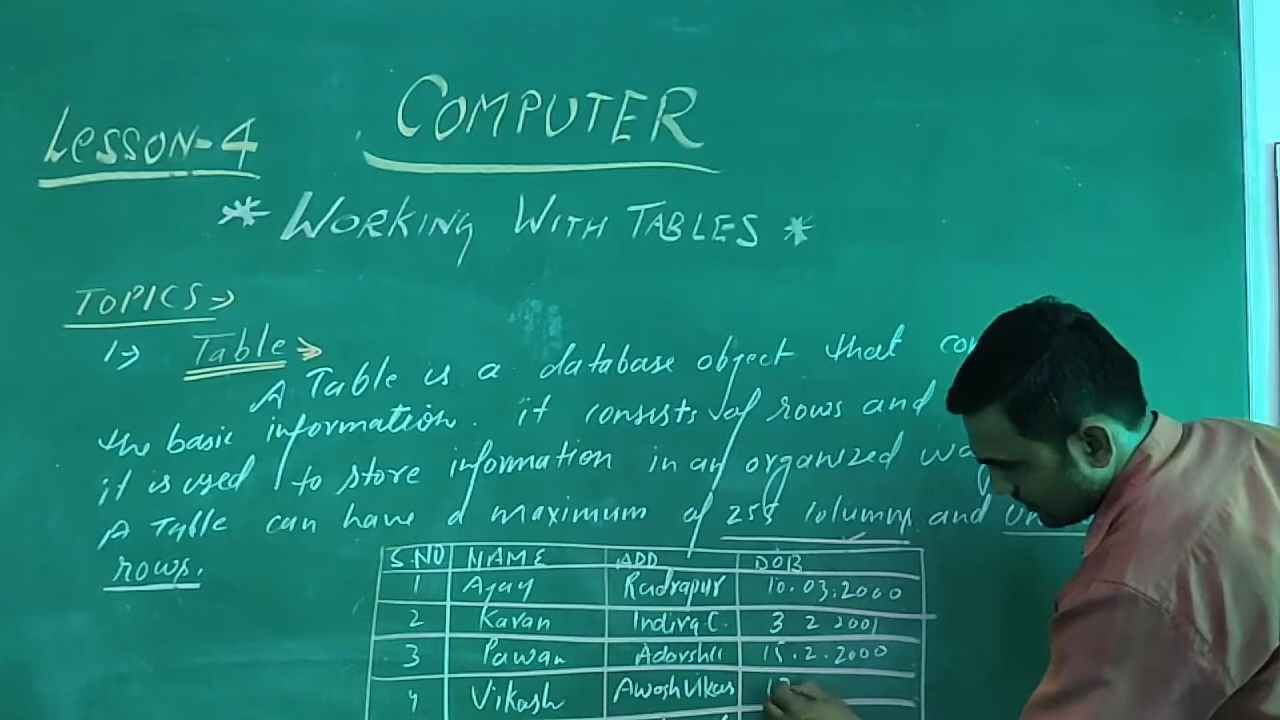 LESSON-4
COMPUTER
* WORKING WITH TABLES *
TOPICS →
1→ Table →
A Table is a database object that
the basic information. it consists of rows and
it is used to store information in an organized
A Table can have a maximum of 255 columns and
rows.
S.NO NAME ADD DOB
1 Ajay Rudrapur 10.03.2000
2 Karan Indira C. 3 2 2001
3 Pawan 15.2.2000
4 Vikash